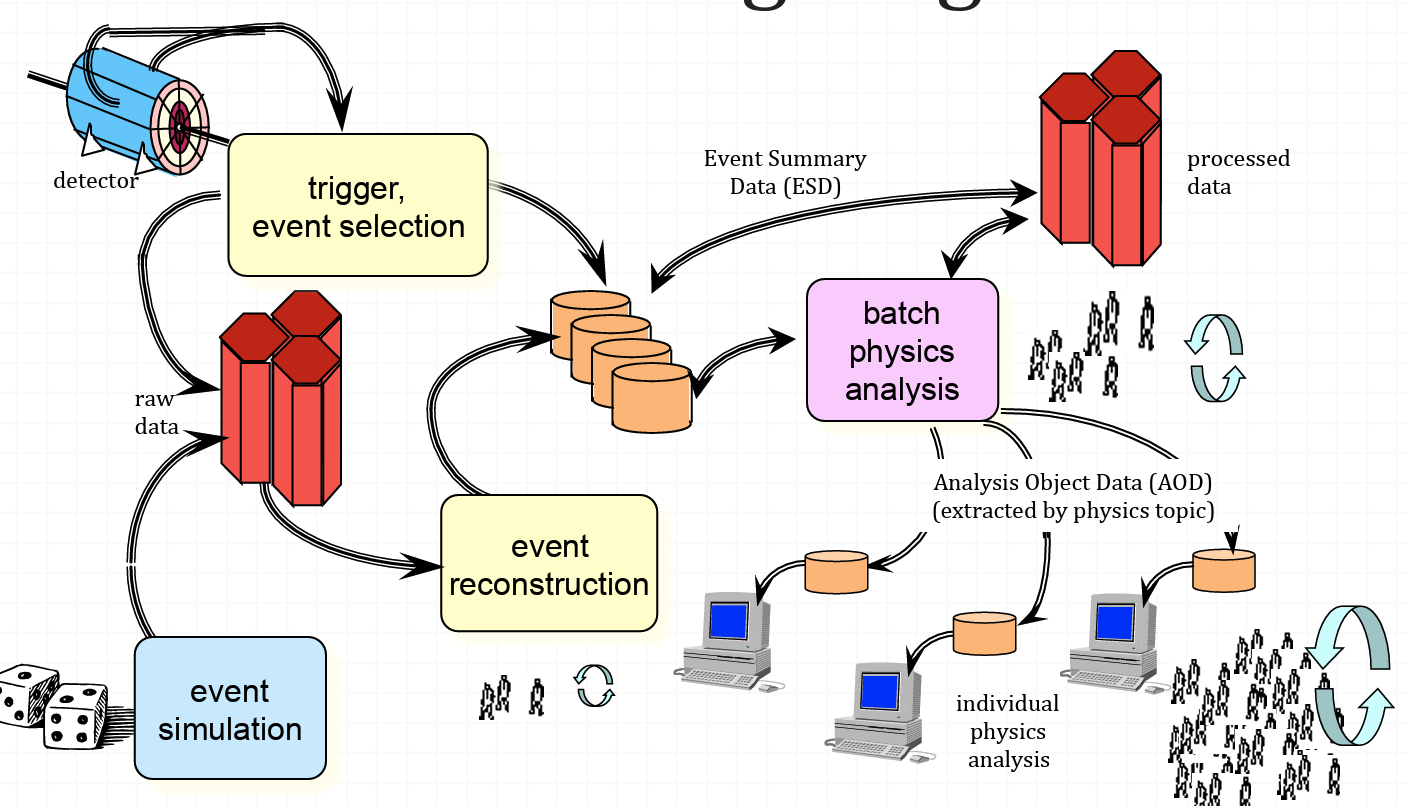 detector
trigger,
event selection
Event Summary
Data (ESD)
processed
data
batch
physics
analysis
raw
data
Analysis Object Data (AOD)
(extracted by physics topic)
event
reconstruction
event
simulation
individual
physics
analysis